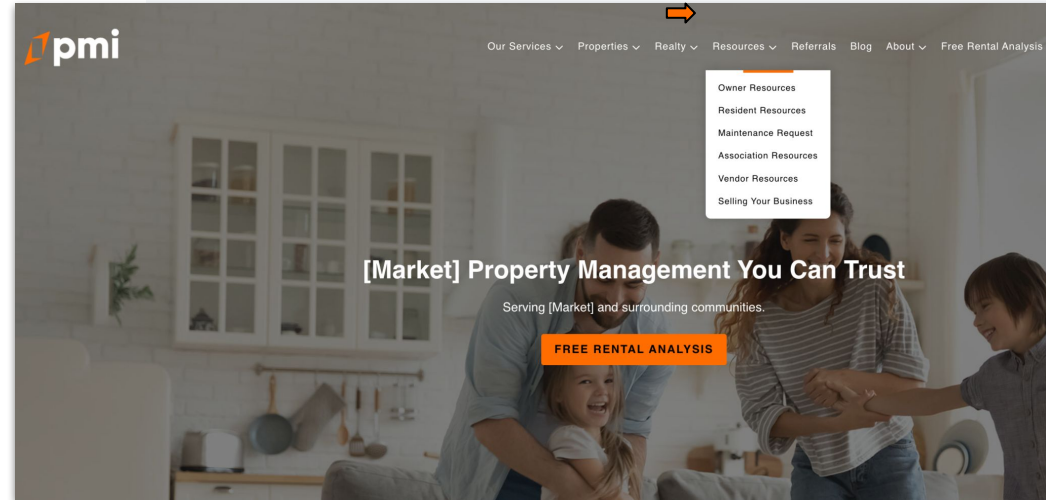 pmi
Our Services Properties Realty Resources Referrals Blog About Free Rental Analysis
Owner Resources
Resident Resources
Maintenance Request
Association Resources
Vendor Resources
Selling Your Business
[Market] Property Management You Can Trust
Serving [Market] and surrounding communities.
FREE RENTAL ANALYSIS